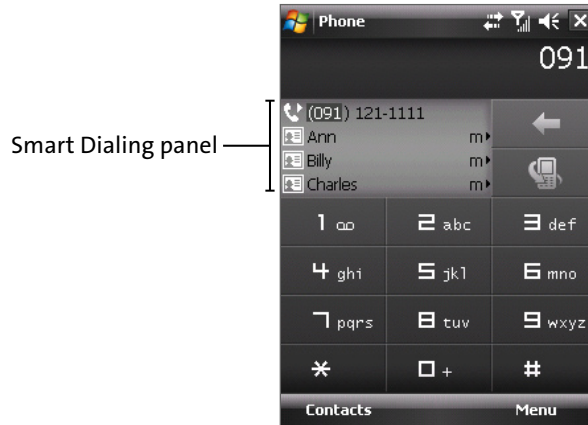 Phone
091
Smart Dialing panel
(091) 121-1111
Ann m
Billy m
Charles m
1
2 abc 3 def
4 ghi 5 jkl 6 mno
7 pqrs 8 tuv 9 wxyz
* 0 + #
Contacts Menu